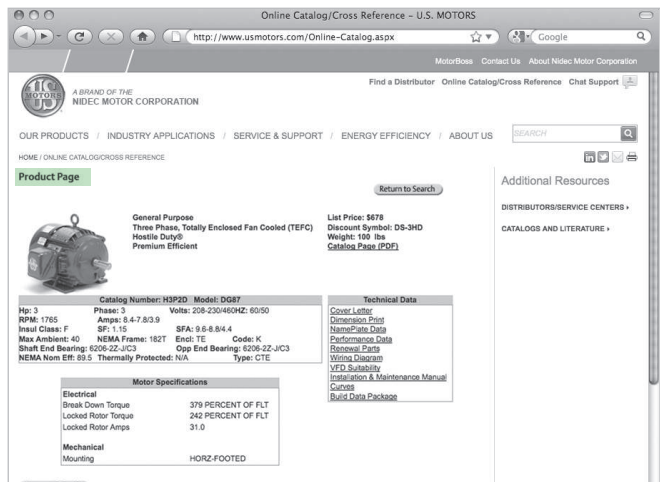 Online Catalog/Cross Reference - U.S. MOTORS
http://www.usmotors.com/Online-Catalog.aspx
Google
MotorBoss Contact Us About Nidec Motor Corporation
Find a Distributor Online Catalog/Cross Reference Chat Support
US
MOTORS
A BRAND OF THE
NIDEC MOTOR CORPORATION
OUR PRODUCTS / INDUSTRY APPLICATIONS / SERVICE & SUPPORT / ENERGY EFFICIENCY / ABOUT US
SEARCH
HOME / ONLINE CATALOG/CROSS REFERENCE
Product Page
Return to Search
General Purpose
Three Phase, Totally Enclosed Fan Cooled (TEFC)
Hostile Duty®
Premium Efficient
List Price: $678
Discount Symbol: DS-3HD
Weight: 100 lbs
Catalog Page (PDF)
Additional Resources
DISTRIBUTORS/SERVICE CENTERS
CATALOGS AND LITERATURE
Catalog Number: H3P2D Model: DG87
Hp: 3 Phase: 3 Volts: 208-230/460HZ: 60/50
RPM: 1765 Amps: 8.4-7.8/3.9
Insul Class: F SF: 1.15 SFA: 9.6-8.8/4.4
Max Ambient: 40 NEMA Frame: 182T Encl: TE Code: K
Shaft End Bearing: 6206-2Z-J/C3 Opp End Bearing: 6206-2Z-J/C3
NEMA Nom Eff: 89.5 Thermally Protected: N/A Type: CTE
Technical Data
Cover Letter
Dimension Print
NamePlate Data
Performance Data
Renewal Parts
Wiring Diagram
VFD Suitability
Installation & Maintenance Manual
Curves
Build Data Package
Motor Specifications
Electrical
Break Down Torque 379 PERCENT OF FLT
Locked Rotor Torque 242 PERCENT OF FLT
Locked Rotor Amps 31.0
Mechanical
Mounting HORZ-FOOTED